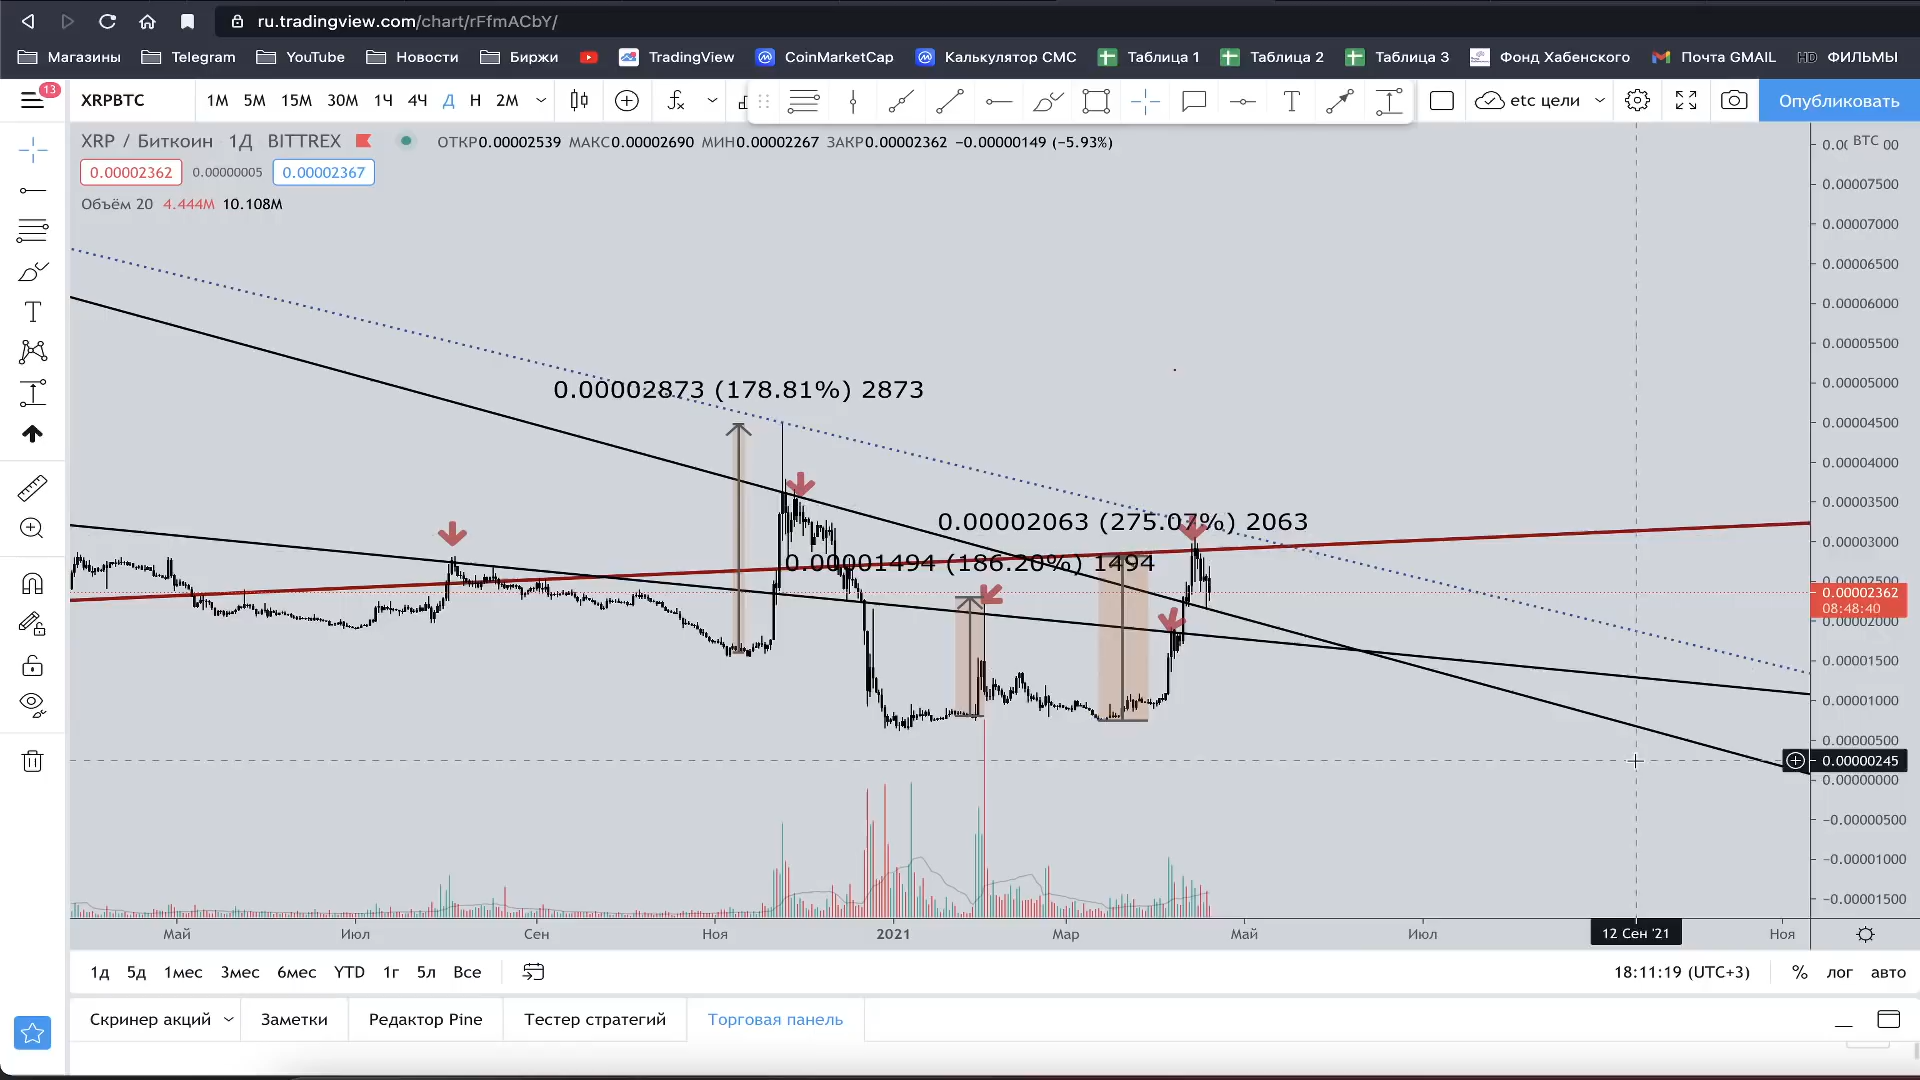 ru.tradingview.com/chart/rFfmACbY/
Магазины Telegram YouTube Новости Биржи TradingView CoinMarketCap Калькулятор СМС Таблица 1 Таблица 2 Таблица 3 Фонд Хабенского Почта GMAIL HD ФИЛЬМЫ
13 XRPBTC 1М 5М 15М 30М 1Ч 4Ч Д Н 2М etc цели Опубликовать
XRP / Биткоин 1Д BITTREX ОТКР0.00002539 МАКС0.00002690 МИН0.00002267 ЗАКР0.00002362 −0.00000149 (−5.93%)
0.00002362 0.00000005 0.00002367
Объём 20 4.444M 10.108M
BTC
0.00007500
0.00007000
0.00006500
0.00006000
0.00005500
0.00005000
0.00002873 (178.81%) 2873
0.00004500
0.00004000
0.00003500
0.00002063 (275.07%) 2063
0.00003000
0.00001494 (186.20%) 1494
0.00002500
0.00002362
08:48:40
0.00002000
0.00001500
0.00001000
0.00000500
0.00000245
0.00000000
−0.00000500
−0.00001000
−0.00001500
Май Июл Сен Ноя 2021 Мар Май Июл 12 Сен '21 Ноя
1д 5д 1мес 3мес 6мес YTD 1г 5л Все 18:11:19 (UTC+3) % лог авто
Скринер акций Заметки Редактор Pine Тестер стратегий Торговая панель